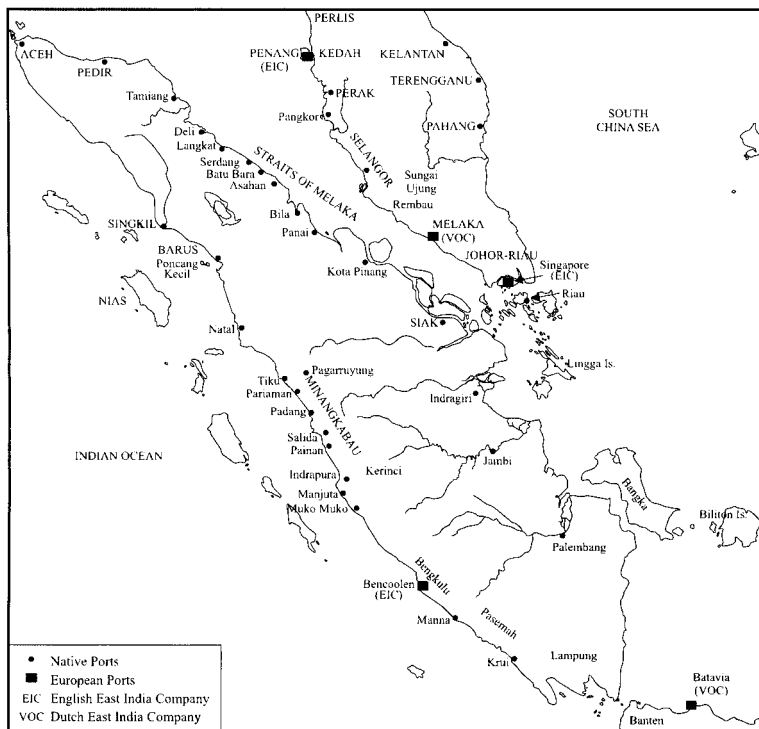 PERLIS
ACEH
PENANG
(EIC)
KEDAH
KELANTAN
PEDIR
TERENGGANU
Tamiang
PERAK
Pangkor
SOUTH
CHINA SEA
Deli
PAHANG
Langkat
SELANGOR
STRAITS OF MELAKA
Serdang
Batu Bara
Asahan
Sungai
Ujung
Rembau
Bila
SINGKIL
Panai
MELAKA
(VOC)
BARUS
Poncang
Kecil
Kota Pinang
JOHOR-RIAU
Singapore
(EIC)
Riau
NIAS
Natal
SIAK
Lingga Is.
Pagarruyung
Tiku
Pariaman
MINANGKABAU
Indragiri
Padang
Salida
Painan
INDIAN OCEAN
Jambi
Indrapura
Kerinci
Manjuta
Muko Muko
Bangka
Biliton Is.
Palembang
Bengkulu
Bencoolen
(EIC)
Manna
Pasemah
Krui
Lampung
Batavia
(VOC)
Banten
Native Ports
European Ports
EIC English East India Company
VOC Dutch East India Company